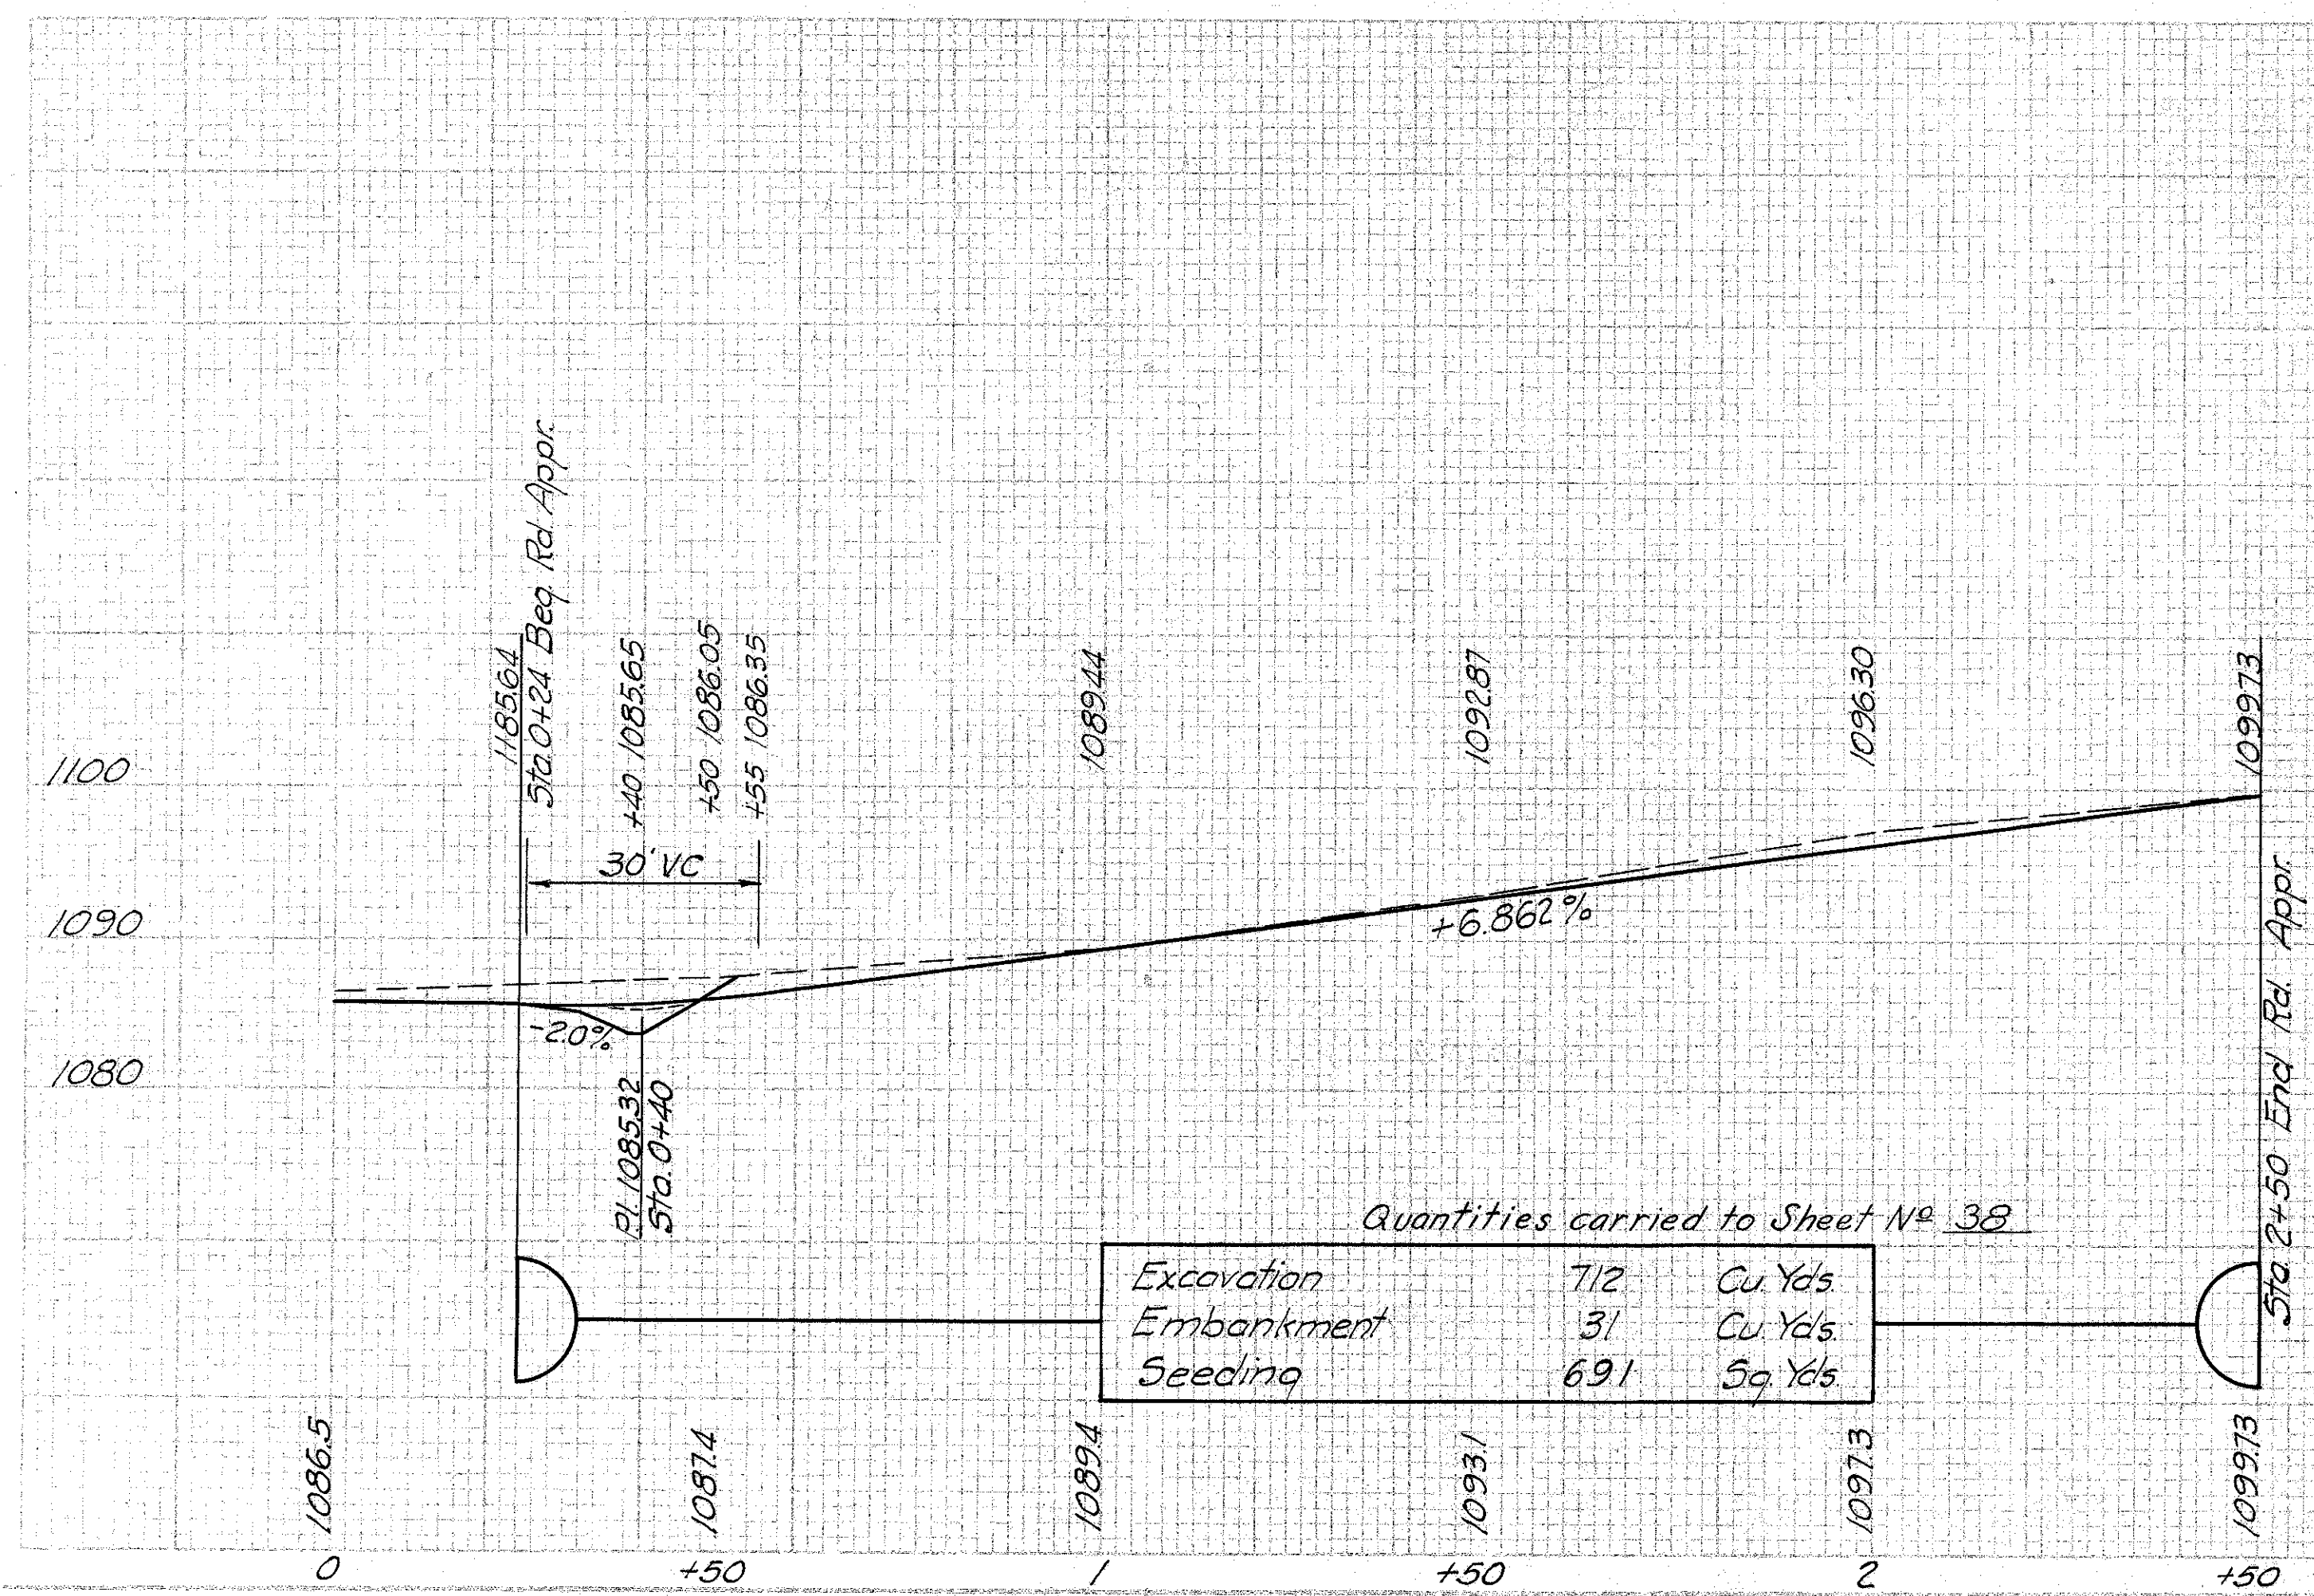 1185.64
Sta. 0+24 Beg. Rd. Appr.
+40 1085.65
+50 1086.05
+55 1086.35
1089.44
1092.87
1096.30
1099.73
1100
30' VC
1090
+6.862%
-2.0%
1080
P.I. 1085.32
Sta. 0+40
Sta. 2+50 End Rd. Appr.
Quantities carried to Sheet Nº 38
Excavation 712 Cu. Yds.
Embankment 31 Cu. Yds.
Seeding 691 Sq. Yds.
1086.5
1087.4
1089.4
1093.1
1097.3
1099.73
0 +50 1 +50 2 +50